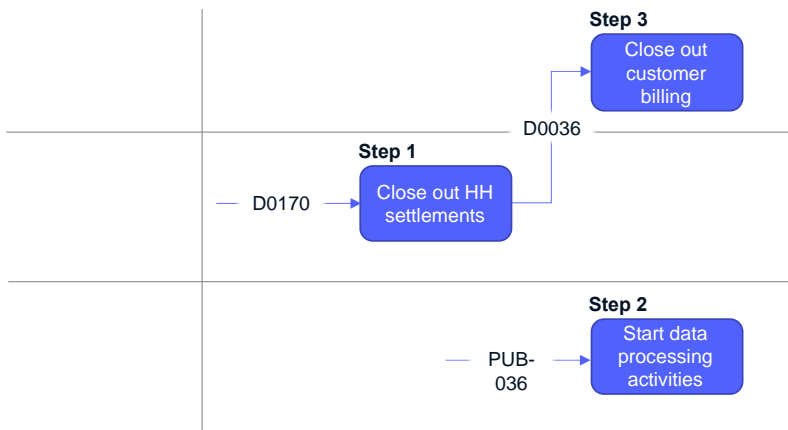 Step 3
Close out
customer
billing
D0036
Step 1
Close out HH
settlements
D0170
Step 2
Start data
processing
activities
PUB-
036